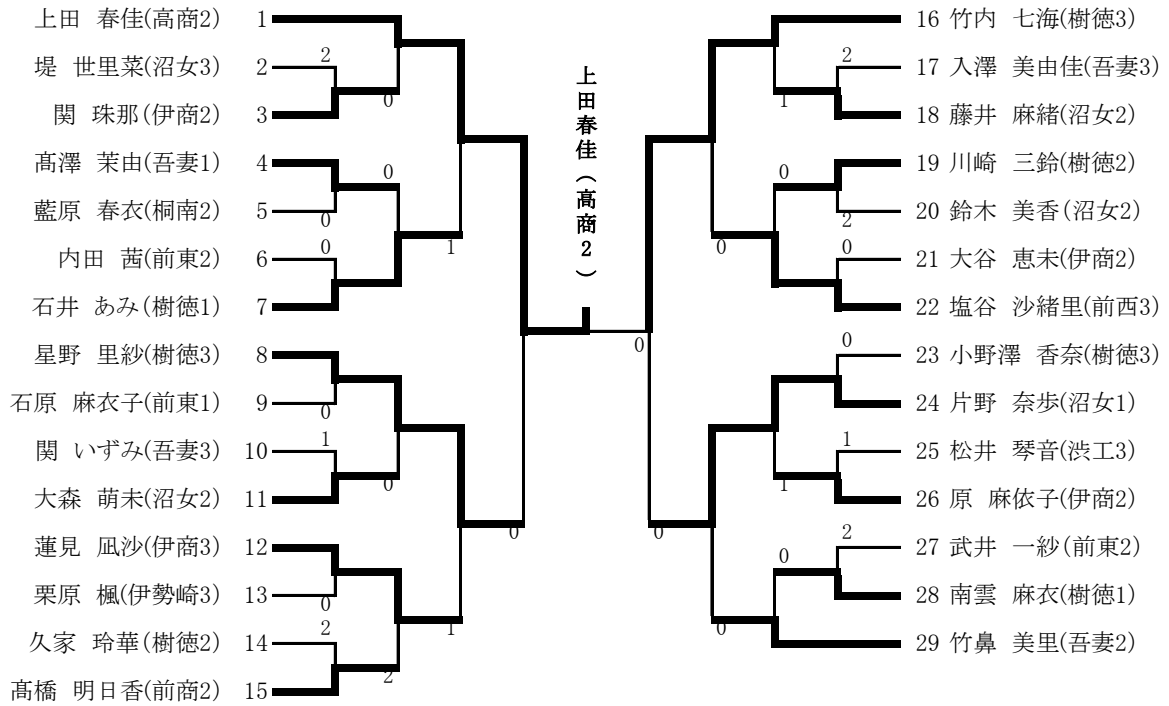 上田 春佳(高商2) 1
堤 世里菜(沼女3) 2
関 珠那(伊商2) 3
髙澤 茉由(吾妻1) 4
藍原 春衣(桐南2) 5
内田 茜(前東2) 6
石井 あみ(樹徳1) 7
星野 里紗(樹徳3) 8
石原 麻衣子(前東1) 9
関 いずみ(吾妻3) 10
大森 萌未(沼女2) 11
蓮見 凪沙(伊商3) 12
栗原 楓(伊勢崎3) 13
久家 玲華(樹徳2) 14
髙橋 明日香(前商2) 15
2
0
0
0
0
1
0
1
0
0
2
1
2
0
上田春佳(高商2)
0
16 竹内 七海(樹徳3)
17 入澤 美由佳(吾妻3)
18 藤井 麻緒(沼女2)
19 川崎 三鈴(樹徳2)
20 鈴木 美香(沼女2)
21 大谷 恵未(伊商2)
22 塩谷 沙緒里(前西3)
23 小野澤 香奈(樹徳3)
24 片野 奈歩(沼女1)
25 松井 琴音(渋工3)
26 原 麻依子(伊商2)
27 武井 一紗(前東2)
28 南雲 麻衣(樹徳1)
29 竹鼻 美里(吾妻2)
2
1
0
2
0
0
0
1
1
2
0
0
0